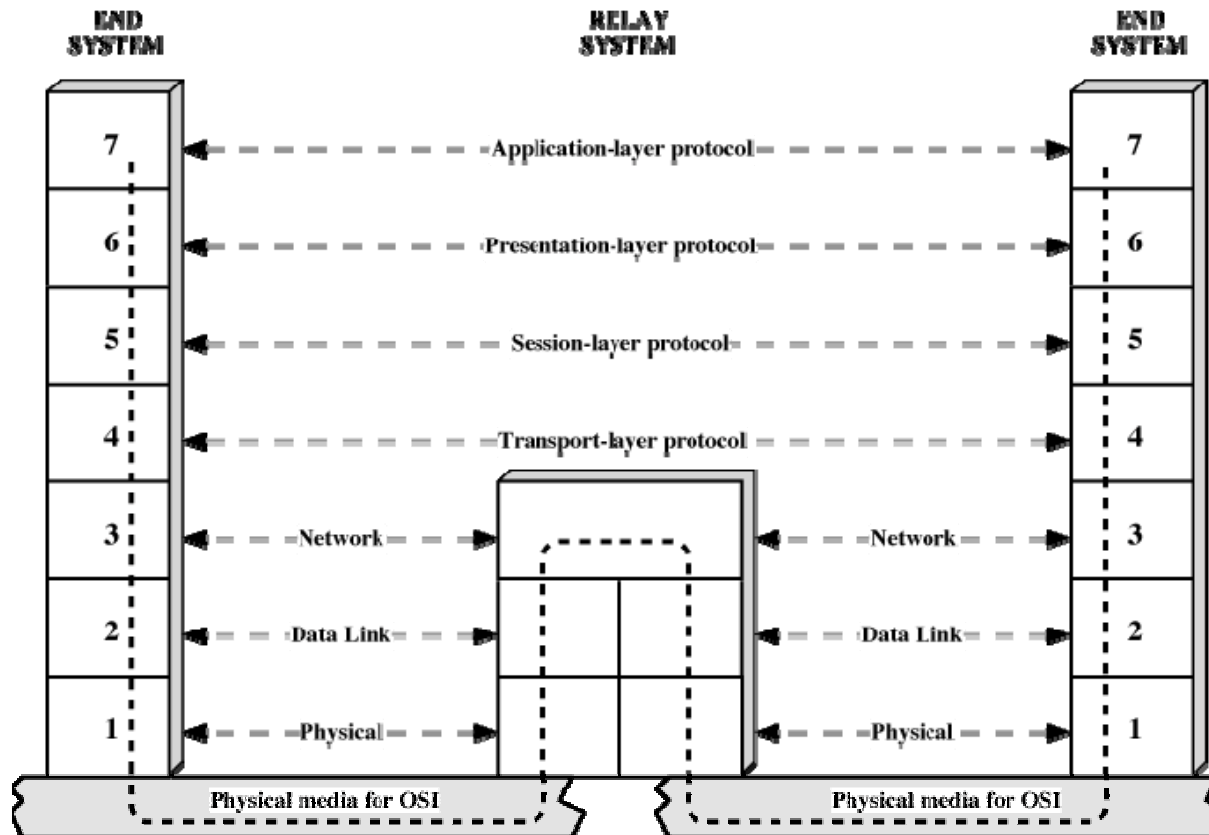 END
SYSTEM
RELAY
SYSTEM
END
SYSTEM
7
Application-layer protocol
7
6
Presentation-layer protocol
6
5
Session-layer protocol
5
4
Transport-layer protocol
4
3
Network
Network
3
2
Data Link
Data Link
2
1
Physical
Physical
1
Physical media for OSI
Physical media for OSI